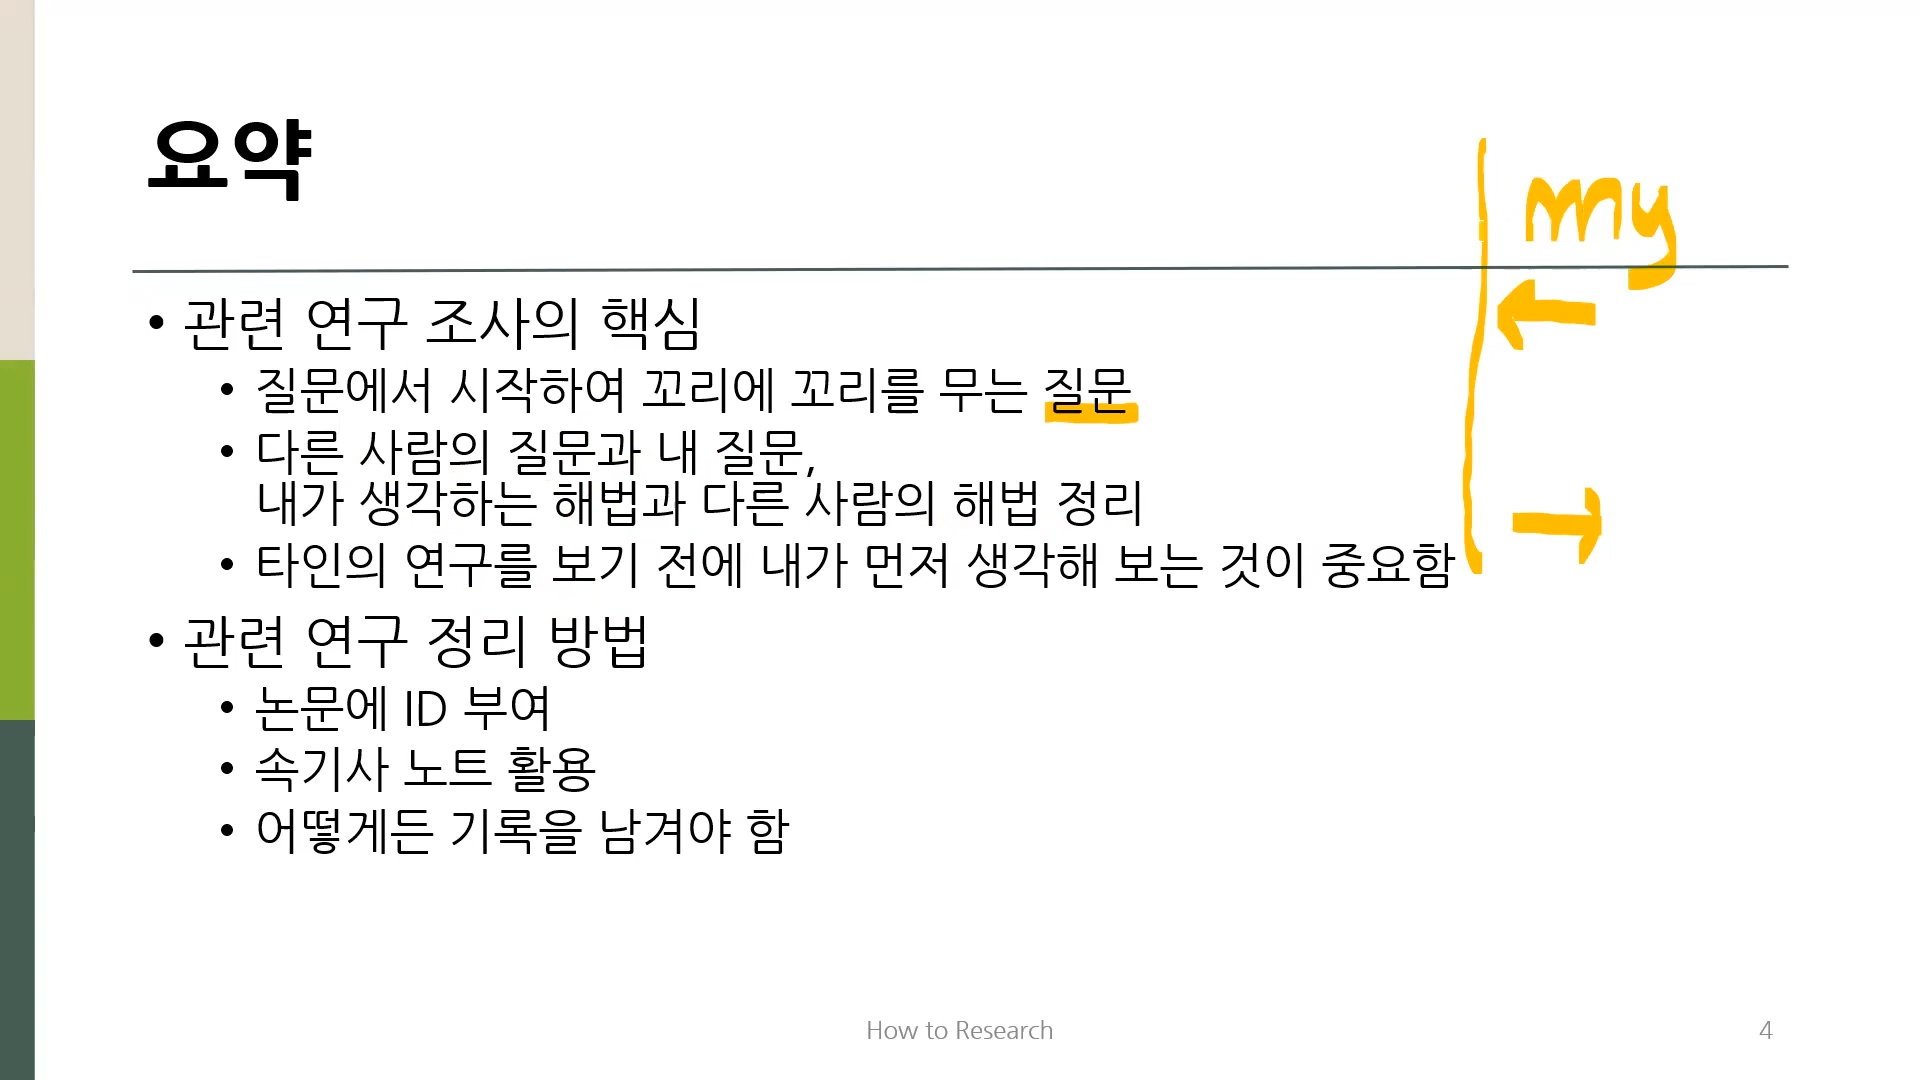 요약
my
• 관련 연구 조사의 핵심
• 질문에서 시작하여 꼬리에 꼬리를 무는 질문
• 다른 사람의 질문과 내 질문,
내가 생각하는 해법과 다른 사람의 해법 정리
• 타인의 연구를 보기 전에 내가 먼저 생각해 보는 것이 중요함
• 관련 연구 정리 방법
• 논문에 ID 부여
• 속기사 노트 활용
• 어떻게든 기록을 남겨야 함
How to Research
4